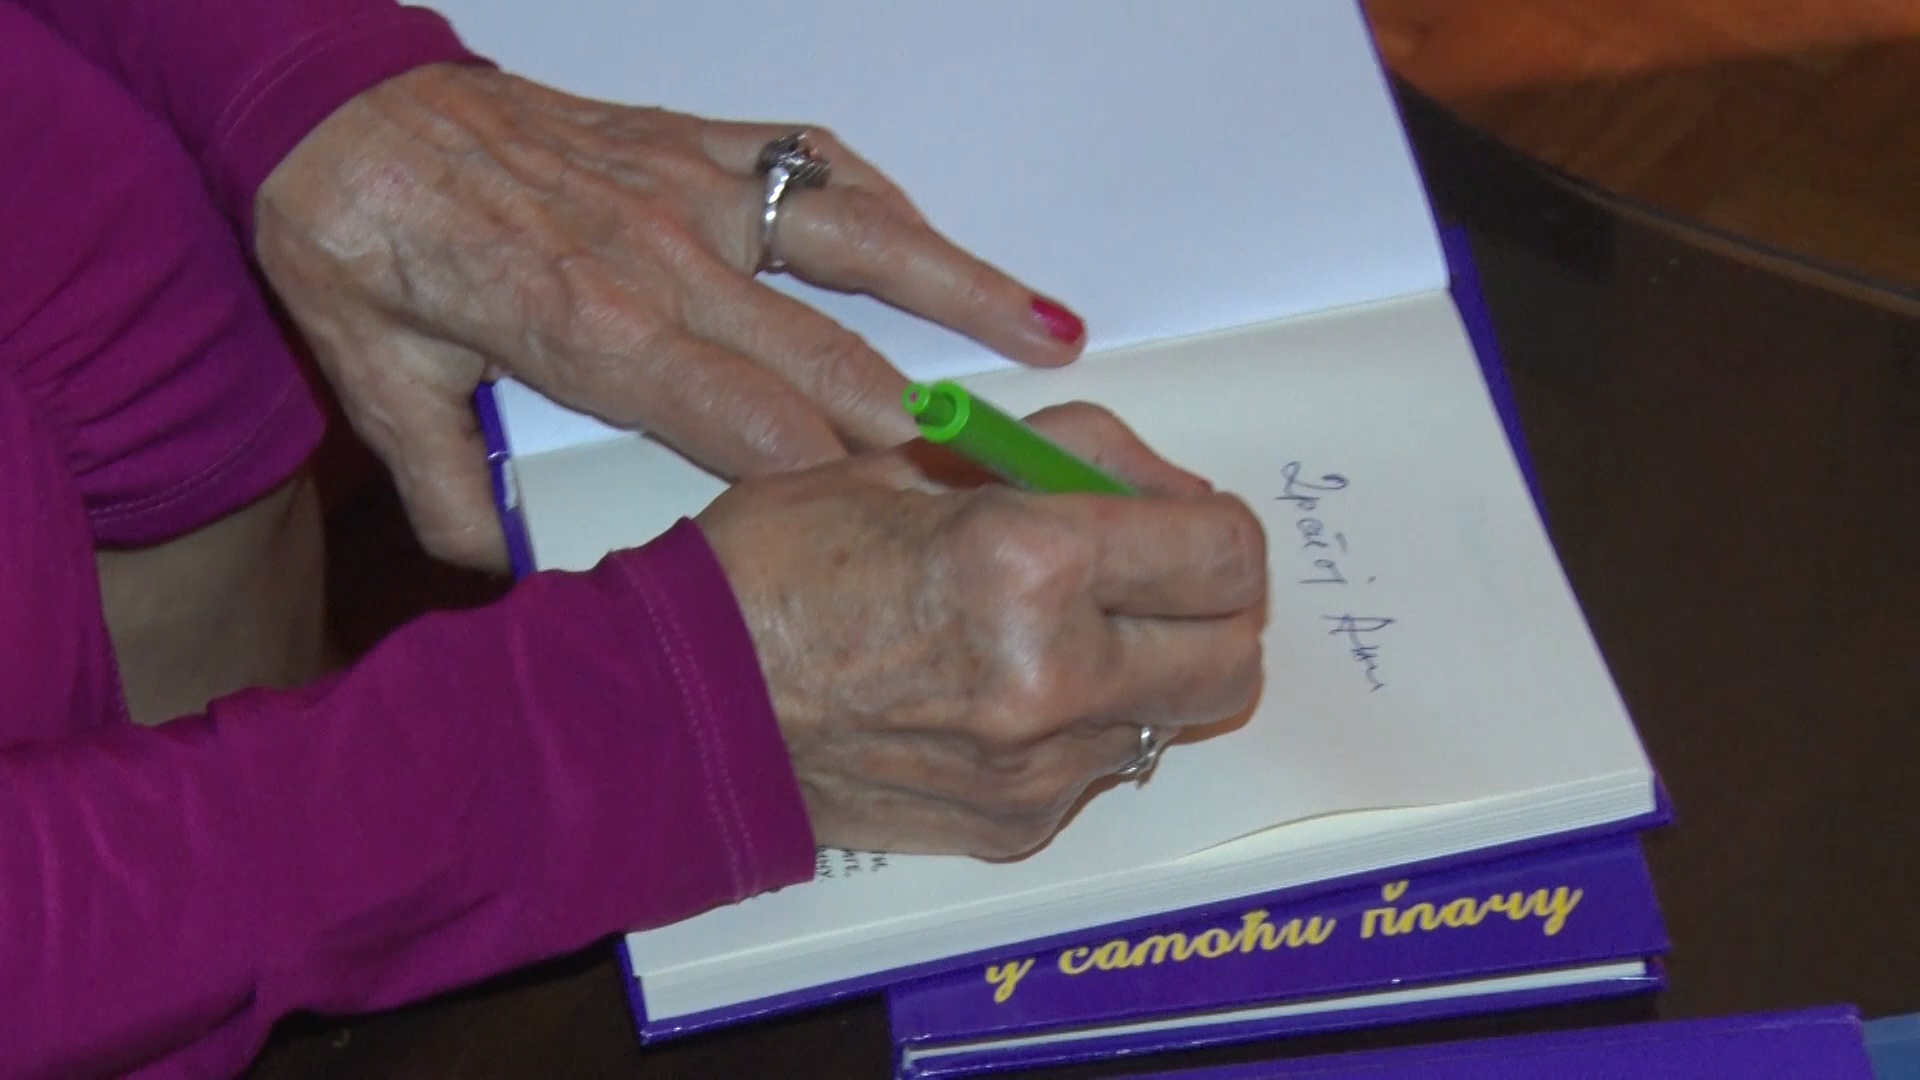 Драгој Ани
у самоћи плачу